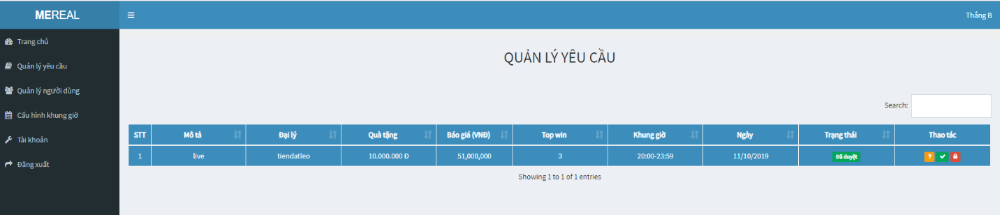 MEREAL
Thắng B
Trang chủ
Quản lý yêu cầu
Quản lý người dùng
Cấu hình khung giờ
Tài khoản
Đăng xuất
QUẢN LÝ YÊU CẦU
Search:
STT Mô tả Đại lý Quà tặng Báo giá (VNĐ) Top win Khung giờ Ngày Trạng thái Thao tác
1 live tiendatleo 10.000.000 Đ 51,000,000 3 20:00-23:59 11/10/2019 Đã duyệt ?
Showing 1 to 1 of 1 entries